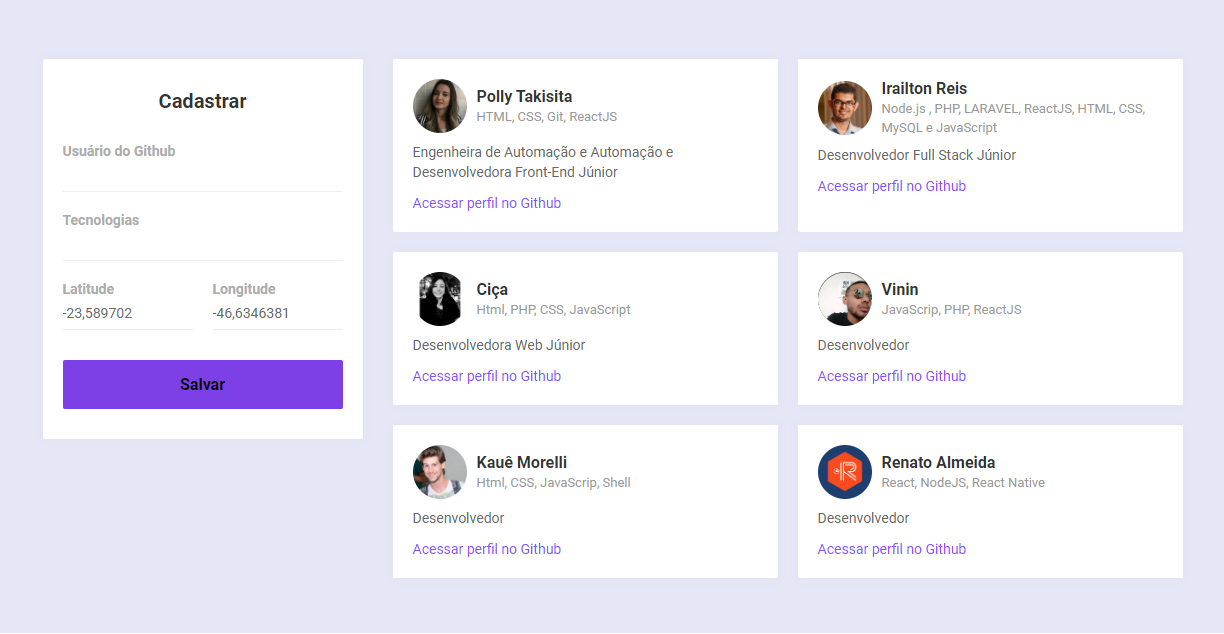 Cadastrar
Usuário do Github
Tecnologias
Latitude
Longitude
-23,589702
-46,6346381
Salvar
Polly Takisita
HTML, CSS, Git, ReactJS
Engenheira de Automação e Automação e
Desenvolvedora Front-End Júnior
Acessar perfil no Github
Irailton Reis
Node.js , PHP, LARAVEL, ReactJS, HTML, CSS,
MySQL e JavaScript
Desenvolvedor Full Stack Júnior
Acessar perfil no Github
Ciça
Html, PHP, CSS, JavaScript
Desenvolvedora Web Júnior
Acessar perfil no Github
Vinin
JavaScrip, PHP, ReactJS
Desenvolvedor
Acessar perfil no Github
Kauê Morelli
Html, CSS, JavaScrip, Shell
Desenvolvedor
Acessar perfil no Github
Renato Almeida
React, NodeJS, React Native
Desenvolvedor
Acessar perfil no Github